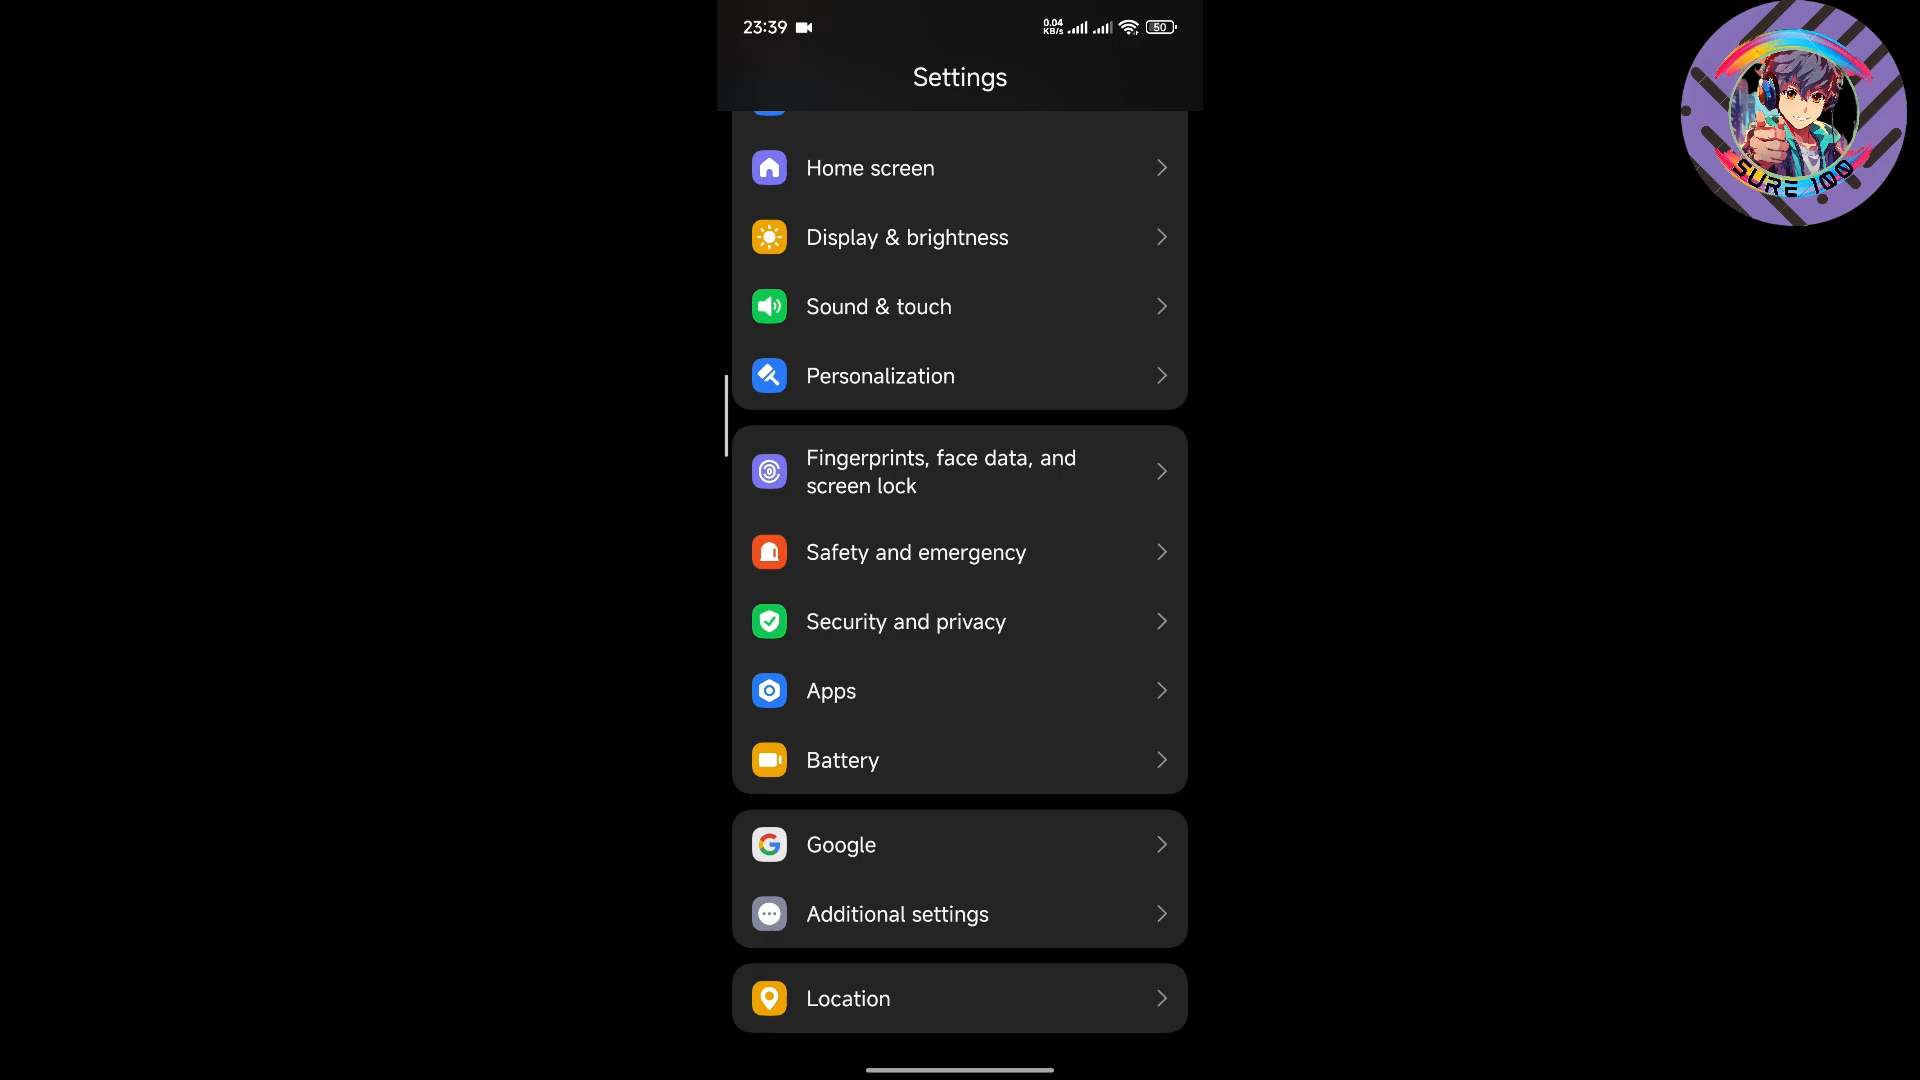 23:39
0.04
KB/s
50
Settings
Home screen
Display & brightness
Sound & touch
Personalization
Fingerprints, face data, and
screen lock
Safety and emergency
Security and privacy
Apps
Battery
Google
Additional settings
Location
SURE 100